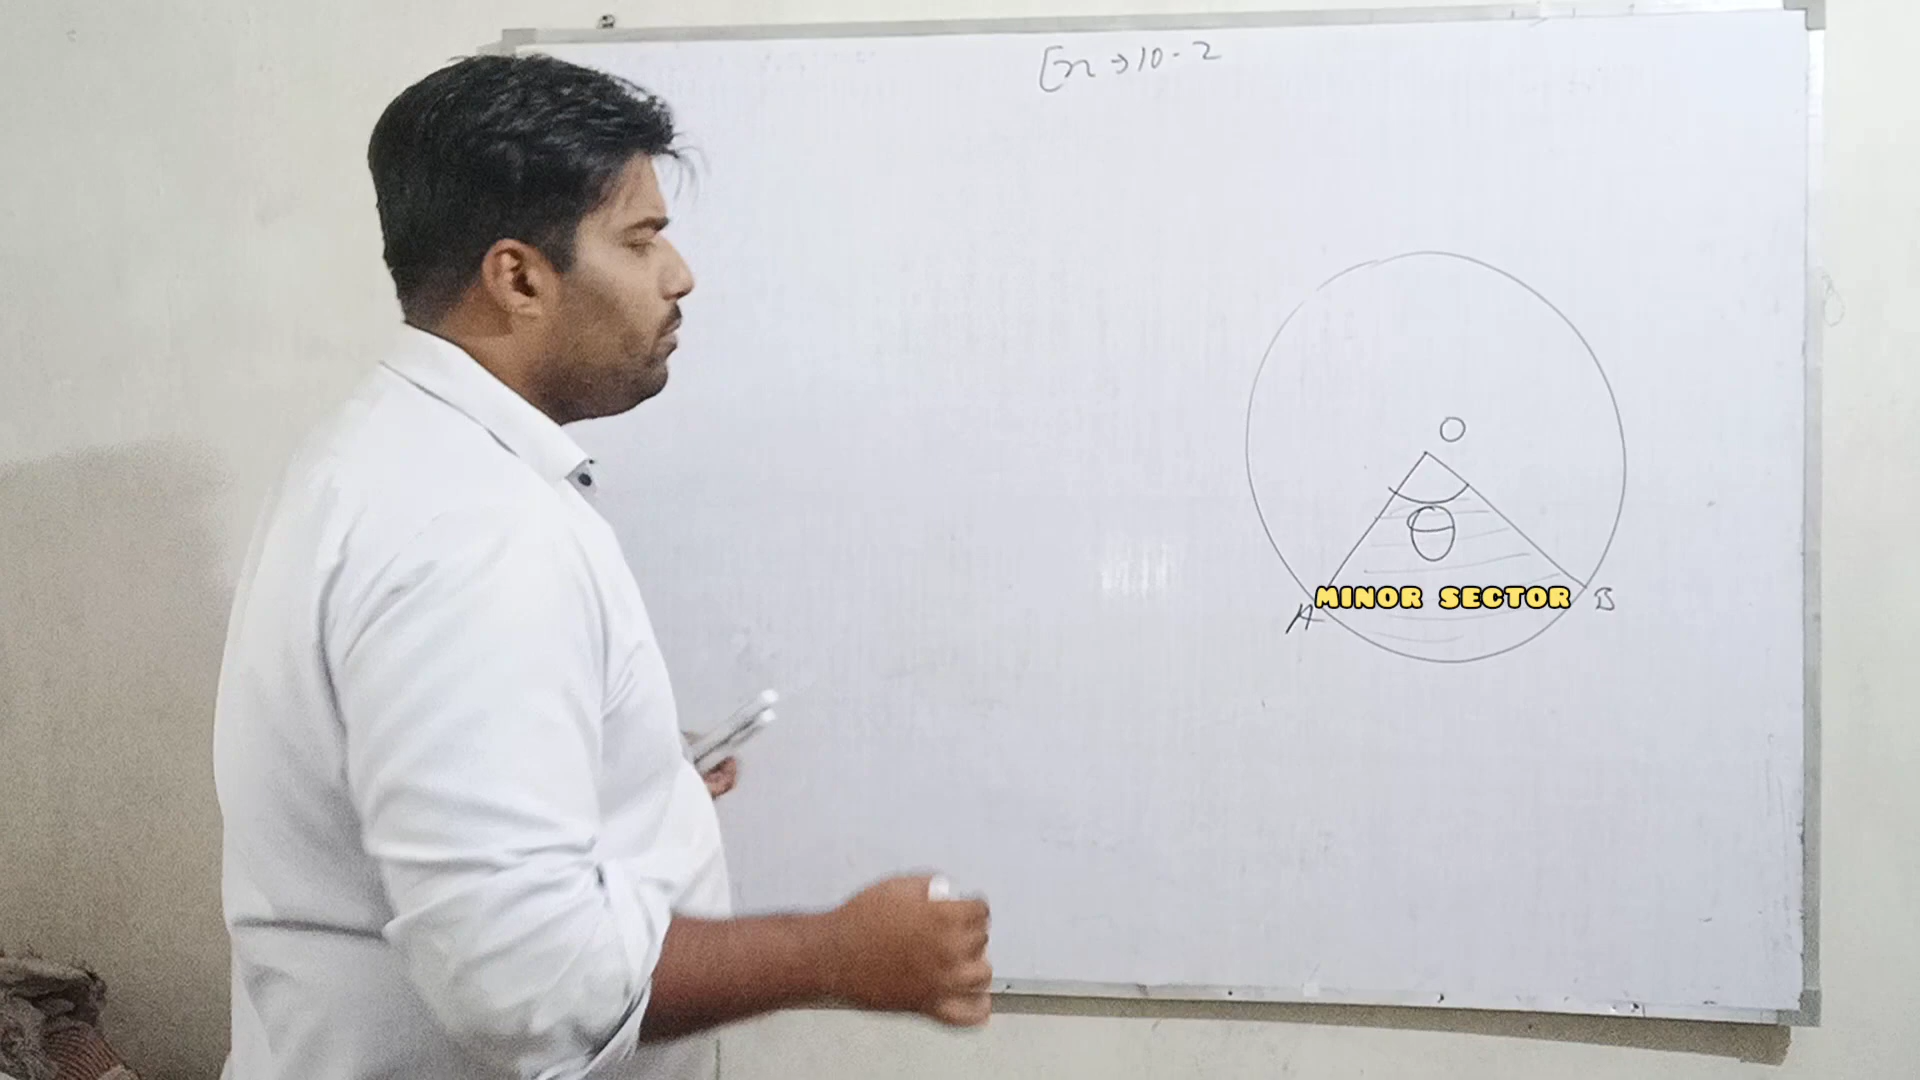 Ex → 10.2
O
θ
MINOR SECTOR
A
B